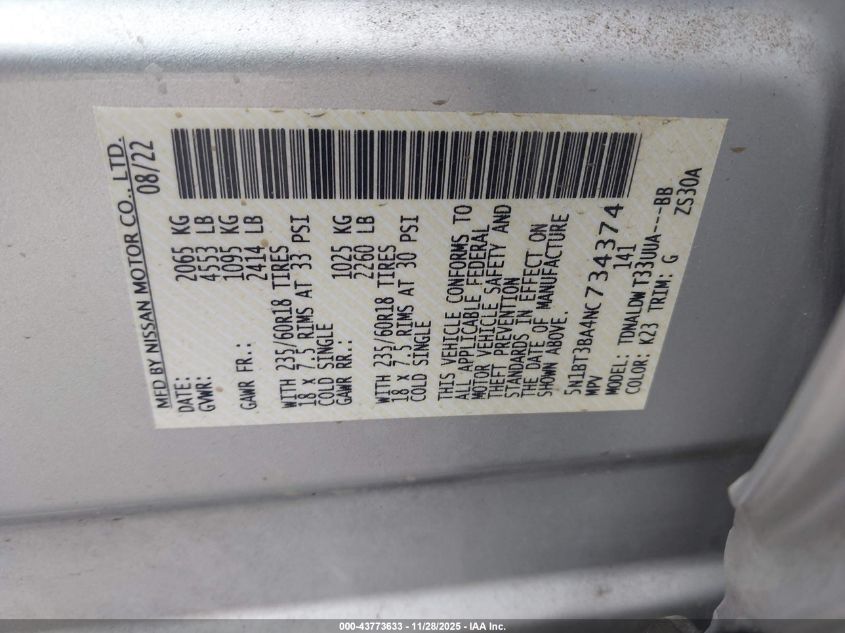 MFD BY NISSAN MOTOR CO., LTD.
DATE: 08/22
GVWR: 2065 KG
4553 LB
GAWR FR.: 1095 KG
2414 LB
WITH 235/60R18 TIRES
18 X 7.5 RIMS AT 33 PSI
COLD SINGLE
GAWR RR.: 1025 KG
2260 LB
WITH 235/60R18 TIRES
18 X 7.5 RIMS AT 30 PSI
COLD SINGLE
THIS VEHICLE CONFORMS TO
ALL APPLICABLE FEDERAL
MOTOR VEHICLE SAFETY AND
THEFT PREVENTION
STANDARDS IN EFFECT ON
THE DATE OF MANUFACTURE
SHOWN ABOVE.
5N1BT3BA4NC734374
MPV 141
MODEL: TDNALDWT33UUA---BB
COLOR: K23 TRIM: G ZS30A
000-43773633 - 11/28/2025 - IAA Inc.